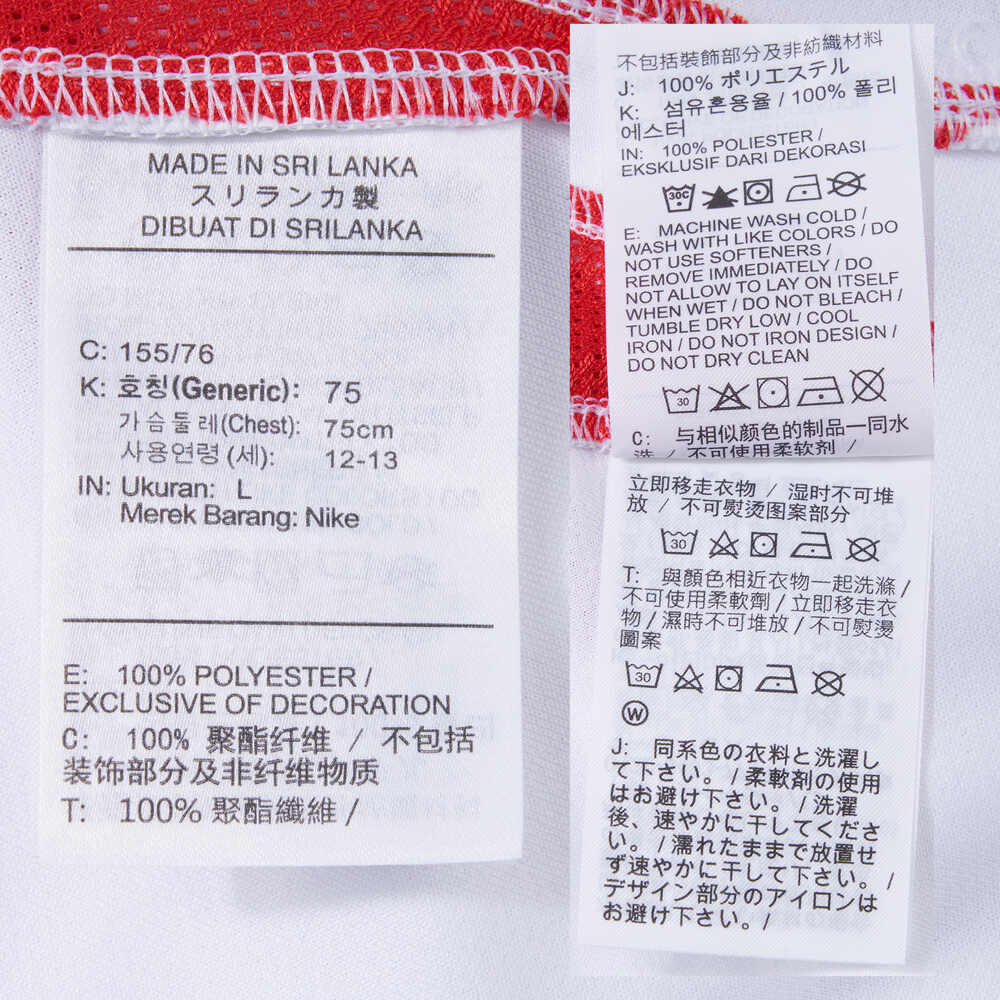 MADE IN SRI LANKA
スリランカ製
DIBUAT DI SRILANKA
C: 155/76
K: 호칭(Generic): 75
가슴둘레(Chest): 75cm
사용연령(세): 12-13
IN: Ukuran: L
Merek Barang: Nike
E: 100% POLYESTER /
EXCLUSIVE OF DECORATION
C: 100% 聚酯纤维 / 不包括
装饰部分及非纤维物质
T: 100% 聚酯纖維 /
不包括裝飾部分及非紡織材料
J: 100% ポリエステル
K: 섬유혼용율 / 100% 폴리
에스터
IN: 100% POLIESTER /
EKSKLUSIF DARI DEKORASI
30C
E: MACHINE WASH COLD /
WASH WITH LIKE COLORS / DO
NOT USE SOFTENERS /
REMOVE IMMEDIATELY / DO
NOT ALLOW TO LAY ON ITSELF
WHEN WET / DO NOT BLEACH /
TUMBLE DRY LOW / COOL
IRON / DO NOT IRON DESIGN /
DO NOT DRY CLEAN
30
C: 与相似颜色的制品一同水
洗 / 不可使用柔软剂 /
立即移走衣物 / 湿时不可堆
放 / 不可熨烫图案部分
30
T: 與顏色相近衣物一起洗滌 /
不可使用柔軟劑 / 立即移走衣
物 / 濕時不可堆放 / 不可熨燙
圖案
30
W
J: 同系色の衣料と洗濯し
て下さい。 / 柔軟剤の使用
はお避け下さい。 / 洗濯
後、速やかに干してくださ
い。 / 濡れたままで放置せ
ず速やかに干して下さい。 /
デザイン部分のアイロンは
お避け下さい。 /